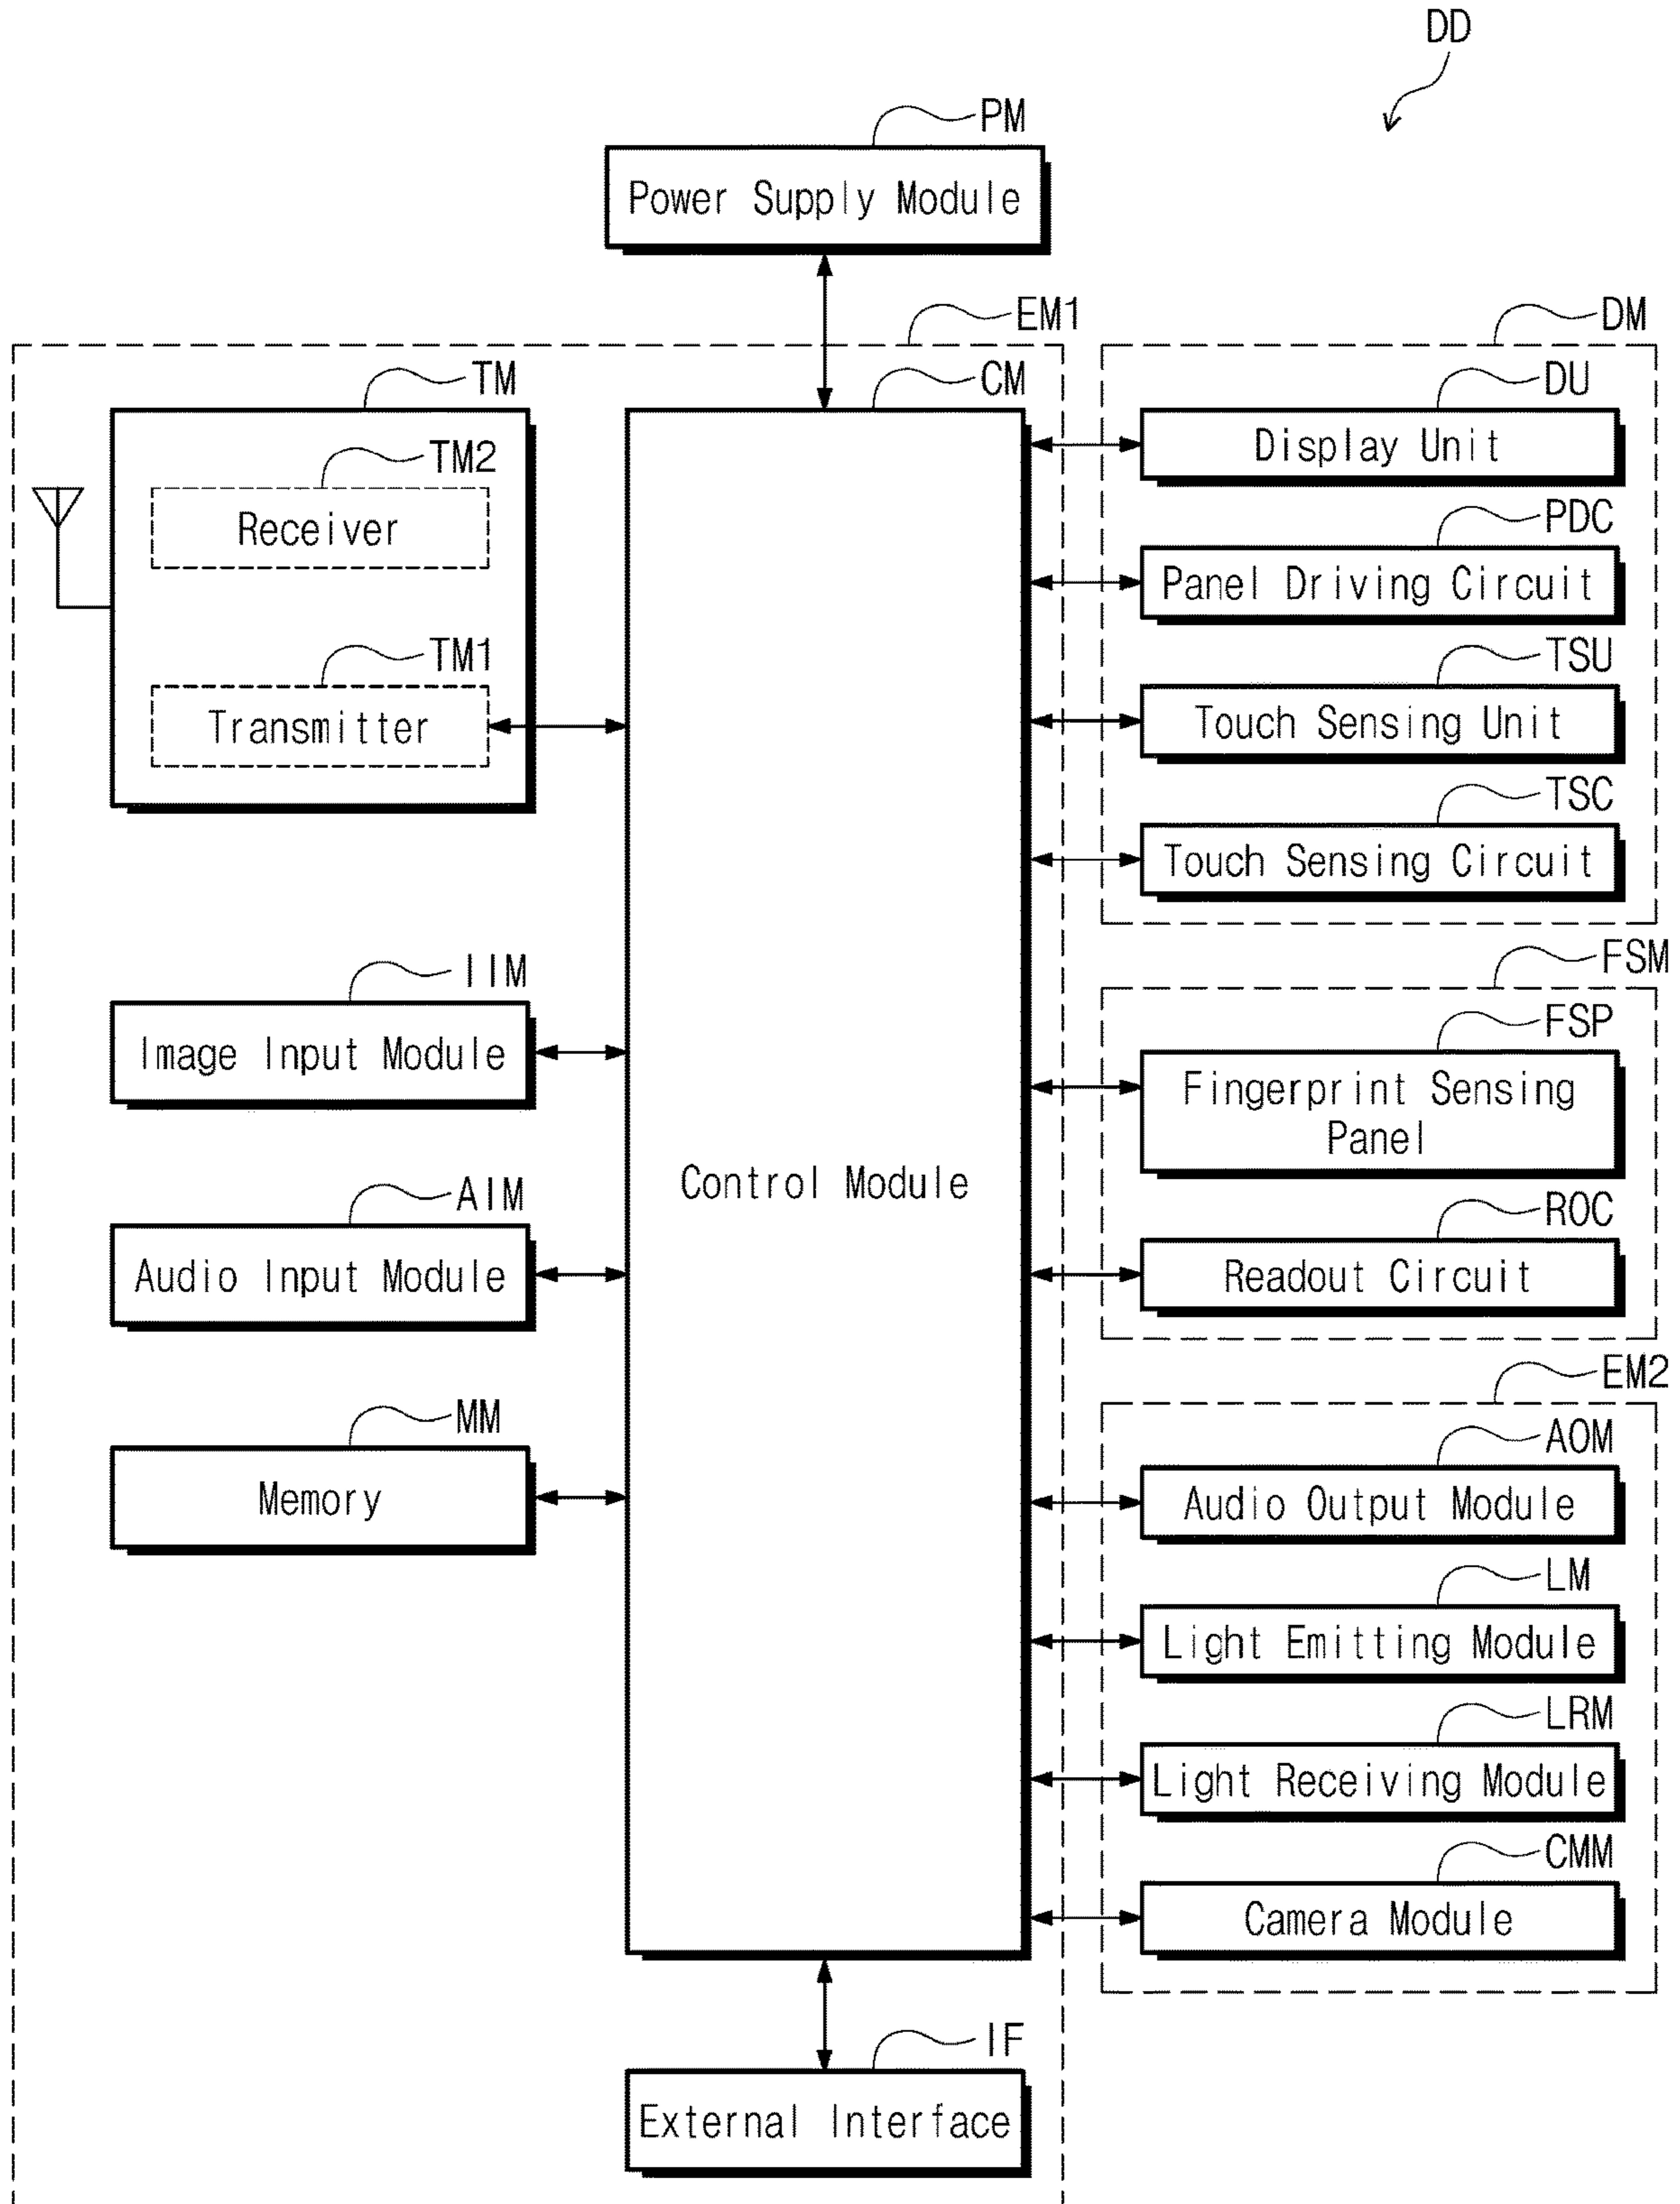 DD
PM
Power Supply Module
EM1
TM
TM2
Receiver
TM1
Transmitter
IIM
Image Input Module
AIM
Audio Input Module
MM
Memory
CM
Control Module
IF
External Interface
DM
DU
Display Unit
PDC
Panel Driving Circuit
TSU
Touch Sensing Unit
TSC
Touch Sensing Circuit
FSM
FSP
Fingerprint Sensing
Panel
ROC
Readout Circuit
EM2
AOM
Audio Output Module
LM
Light Emitting Module
LRM
Light Receiving Module
CMM
Camera Module